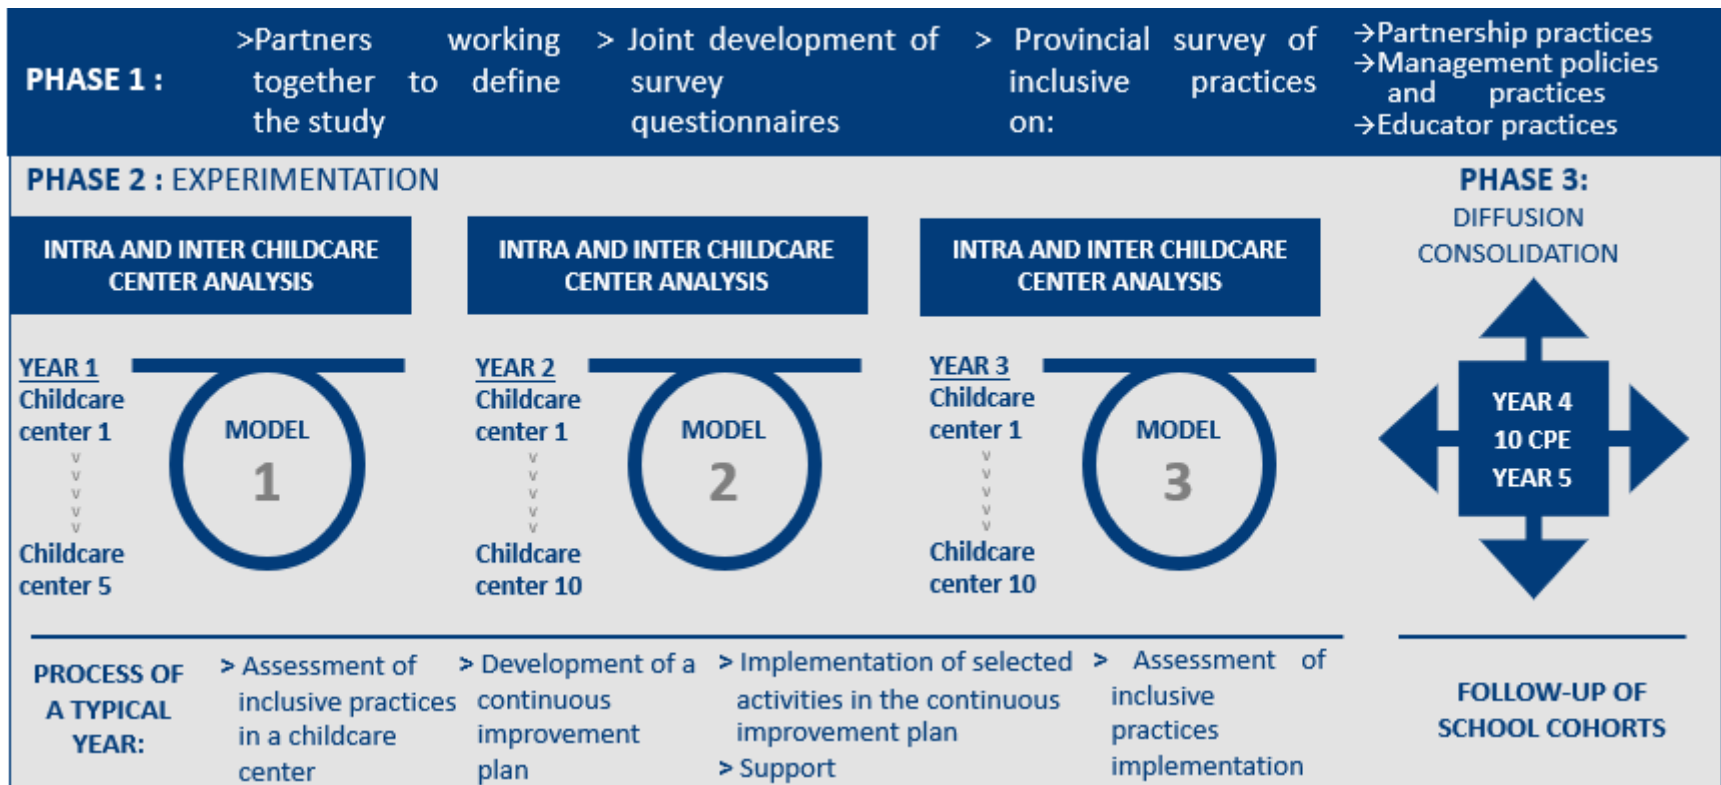 PHASE 1 :
>Partners working
together to define
the study
> Joint development of
survey
questionnaires
> Provincial survey of
inclusive practices
on:
→Partnership practices
→Management policies
and practices
→Educator practices
PHASE 2 : EXPERIMENTATION
INTRA AND INTER CHILDCARE
CENTER ANALYSIS
YEAR 1
Childcare
center 1
v
v
v
v
v
Childcare
center 5
MODEL
1
INTRA AND INTER CHILDCARE
CENTER ANALYSIS
YEAR 2
Childcare
center 1
v
v
v
v
v
Childcare
center 10
MODEL
2
INTRA AND INTER CHILDCARE
CENTER ANALYSIS
YEAR 3
Childcare
center 1
v
v
v
v
v
Childcare
center 10
MODEL
3
PHASE 3:
DIFFUSION
CONSOLIDATION
YEAR 4
10 CPE
YEAR 5
PROCESS OF
A TYPICAL
YEAR:
> Assessment of
inclusive practices
in a childcare
center
> Development of a
continuous
improvement
plan
> Implementation of selected
activities in the continuous
improvement plan
> Support
> Assessment of
inclusive
practices
implementation
FOLLOW-UP OF
SCHOOL COHORTS